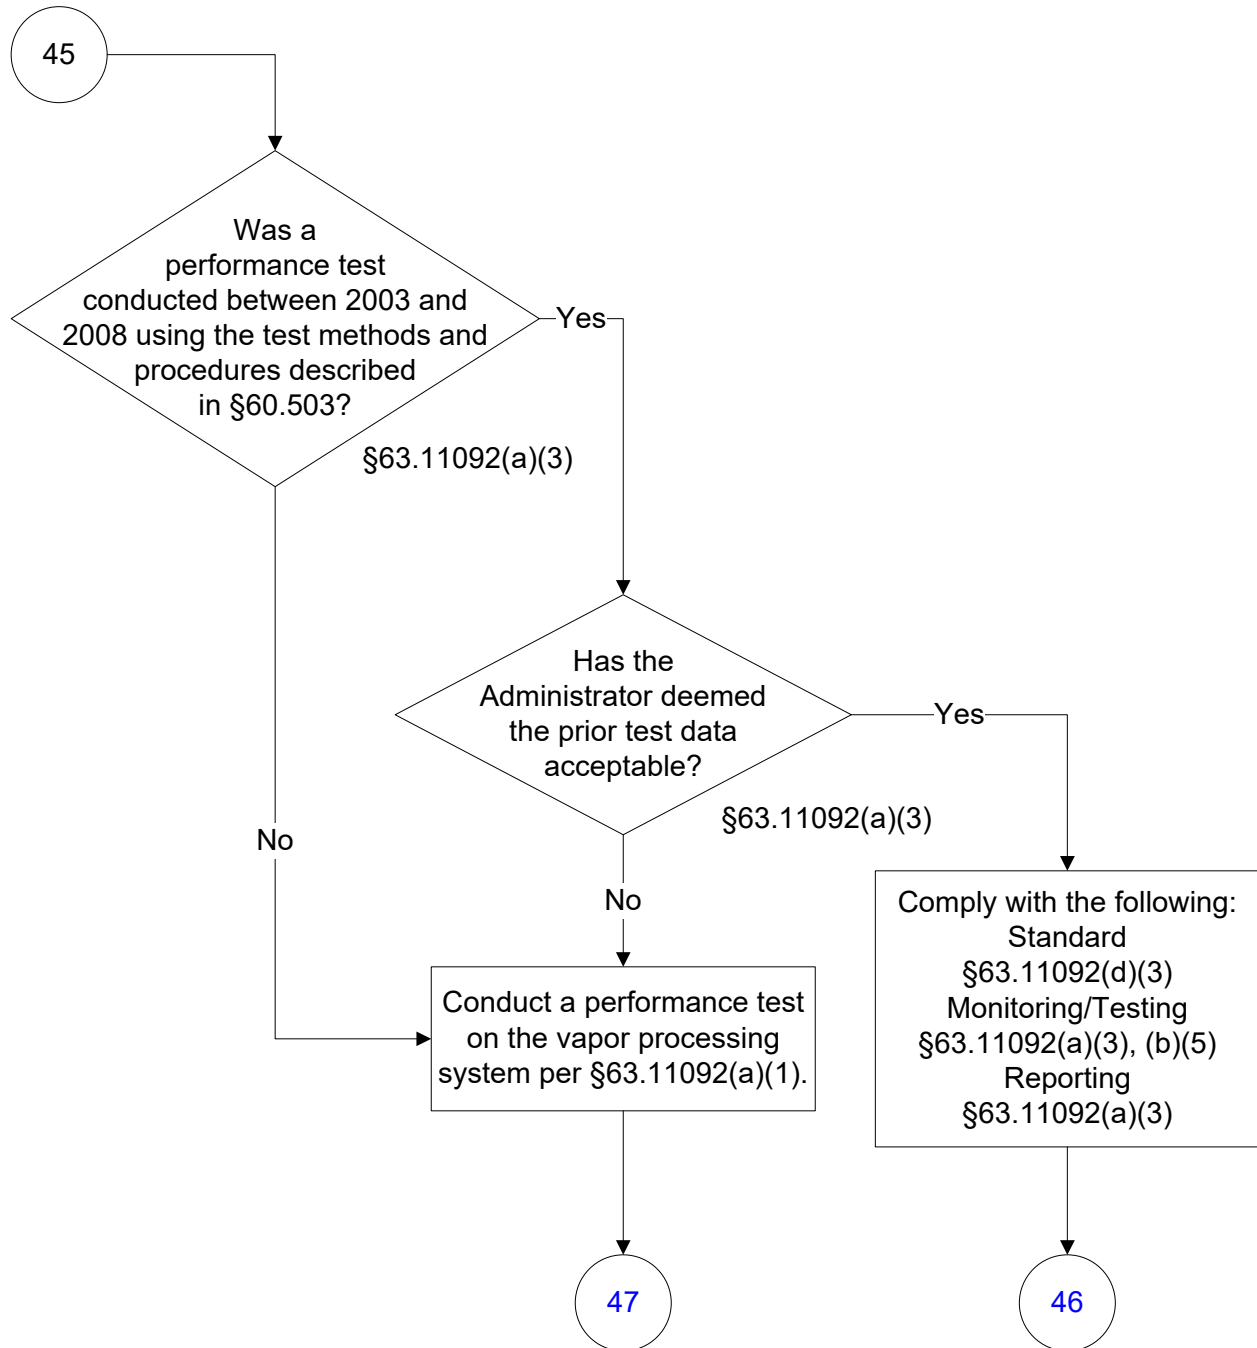 45
Was a
performance test
conducted between 2003 and
2008 using the test methods and
procedures described
in §60.503?
Yes
§63.11092(a)(3)
Has the
Administrator deemed
the prior test data
acceptable?
Yes
§63.11092(a)(3)
No
No
Comply with the following:
Standard
§63.11092(d)(3)
Monitoring/Testing
§63.11092(a)(3), (b)(5)
Reporting
§63.11092(a)(3)
Conduct a performance test
on the vapor processing
system per §63.11092(a)(1).
47
46